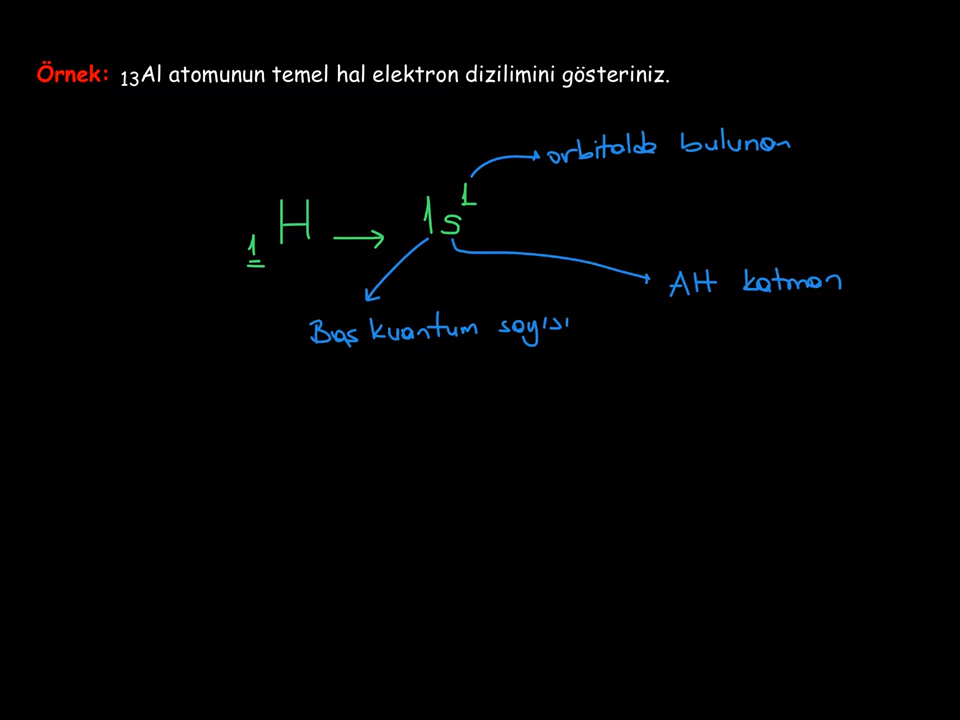 Örnek: 13Al atomunun temel hal elektron dizilimini gösteriniz.
orbitalde bulunan
1H → 1s1
Alt katman
Baş kuantum sayısı